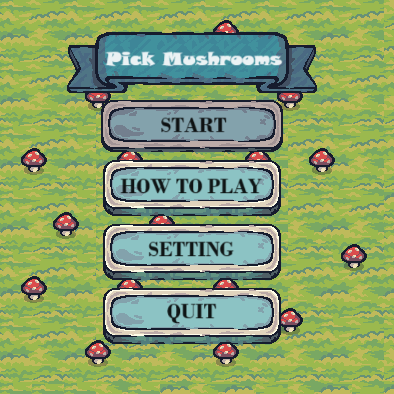 Pick Mushrooms
START
HOW TO PLAY
SETTING
QUIT